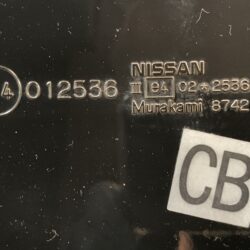 NISSAN
4 012536 III e4 02*2536
Murakami 8742
CB